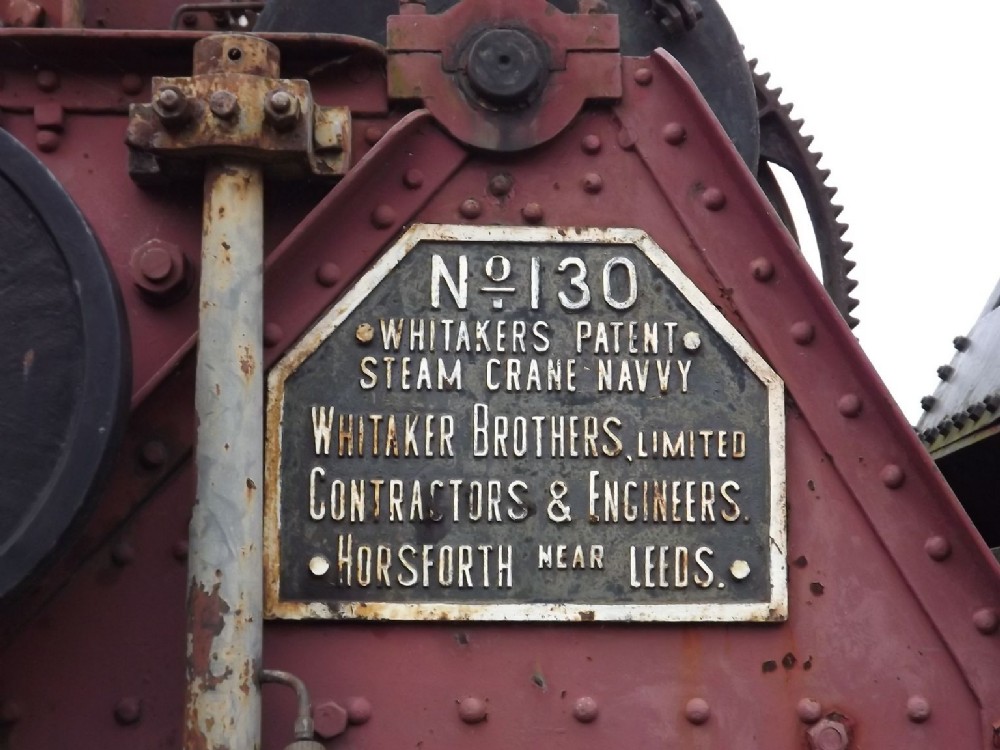 Nº 130
WHITAKERS PATENT
STEAM CRANE NAVVY
WHITAKER BROTHERS, LIMITED
CONTRACTORS & ENGINEERS.
HORSFORTH NEAR LEEDS.